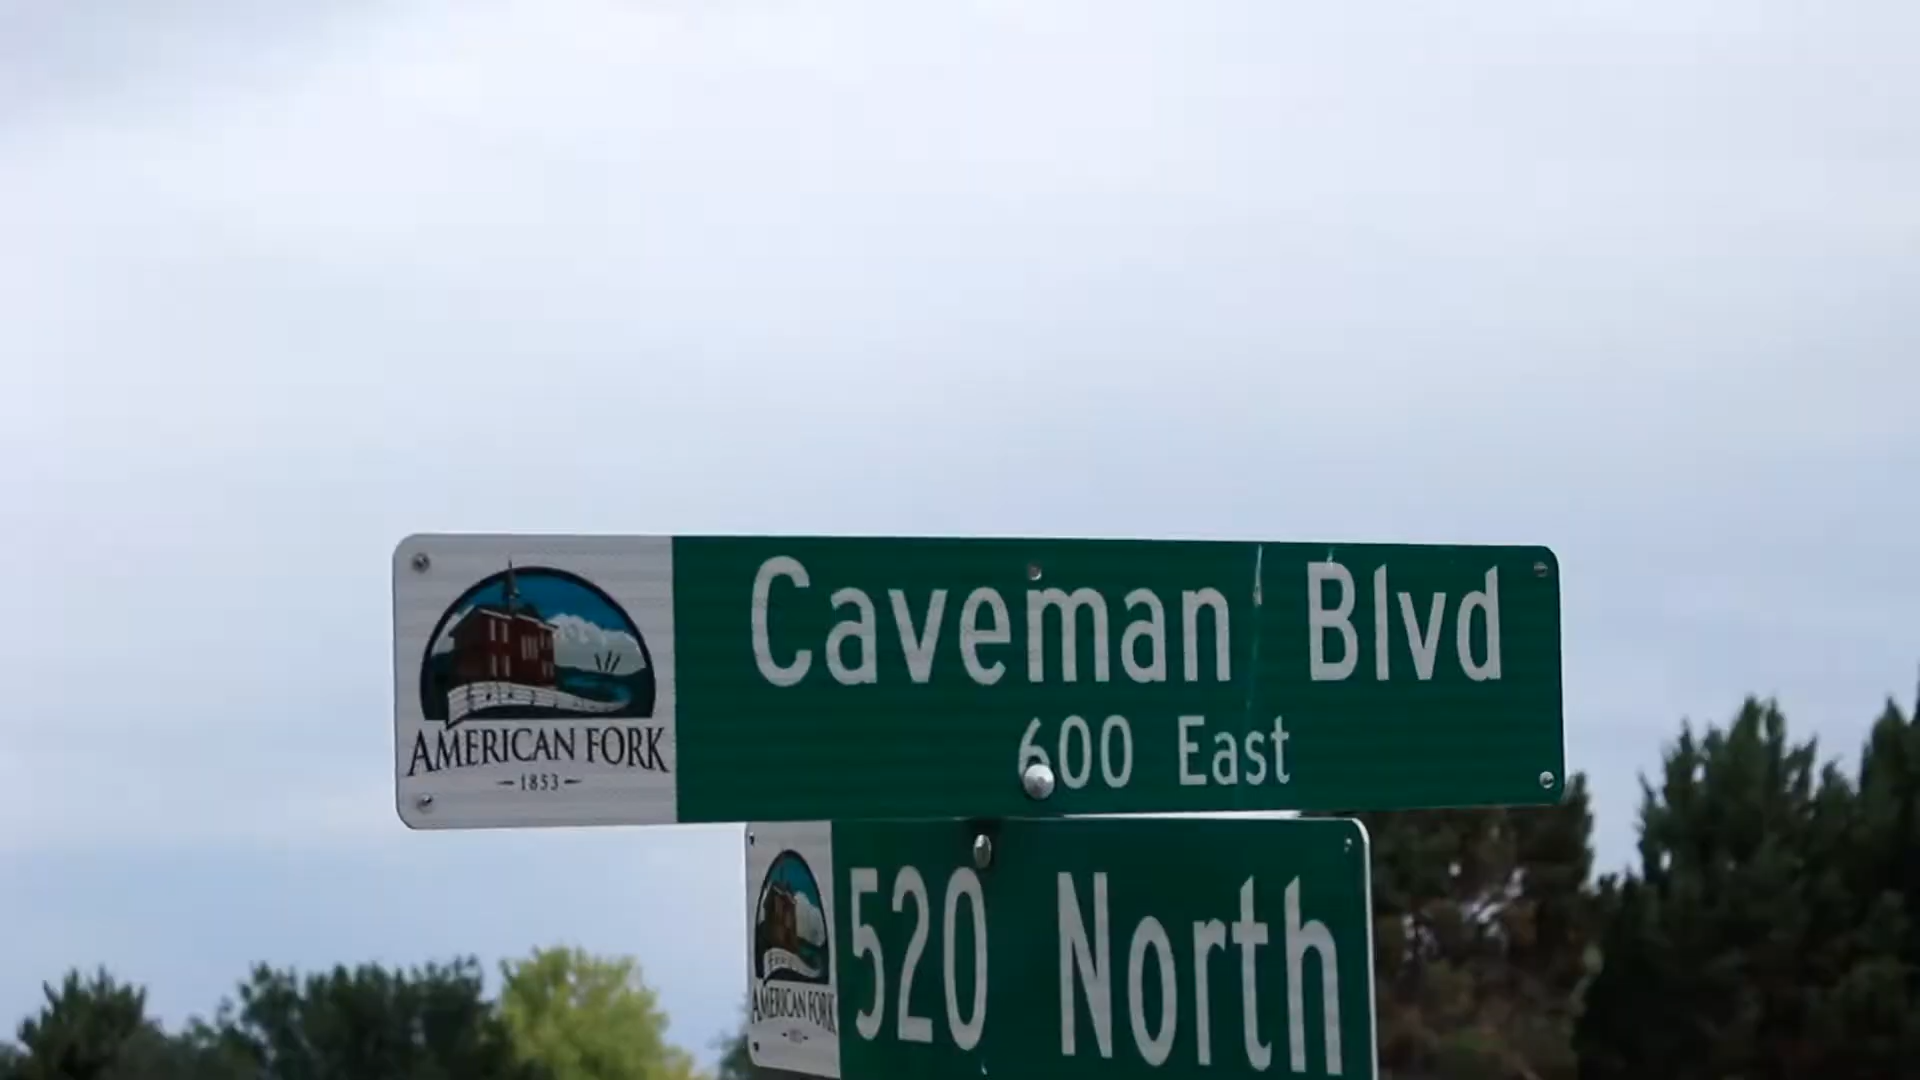 Caveman Blvd
600 East
AMERICAN FORK
1853
520 North
AMERICAN FORK